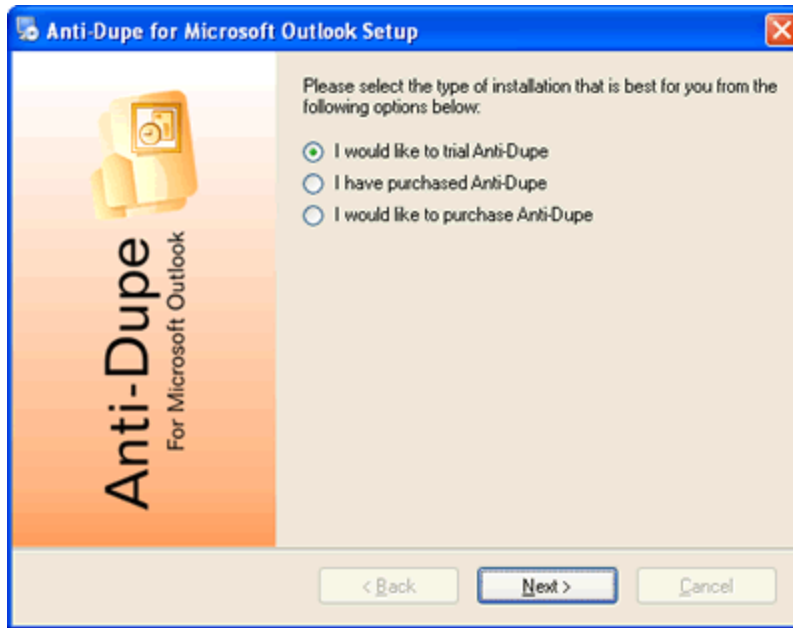 Anti-Dupe for Microsoft Outlook Setup
Please select the type of installation that is best for you from the
following options below:
I would like to trial Anti-Dupe
I have purchased Anti-Dupe
I would like to purchase Anti-Dupe
Anti-Dupe
For Microsoft Outlook
< Back
Next >
Cancel